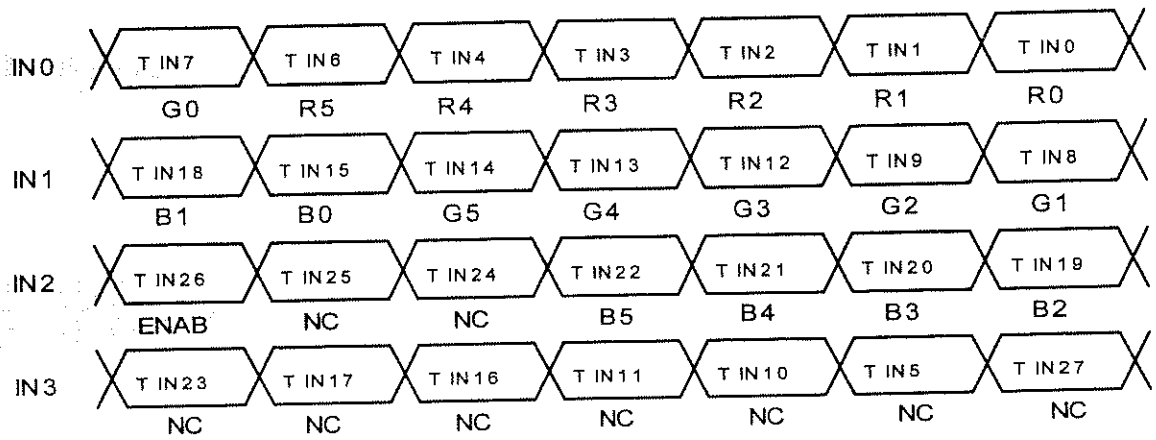 IN0 T IN7 T IN6 T IN4 T IN3 T IN2 T IN1 T IN0
G0 R5 R4 R3 R2 R1 R0
IN1 T IN18 T IN15 T IN14 T IN13 T IN12 T IN9 T IN8
B1 B0 G5 G4 G3 G2 G1
IN2 T IN26 T IN25 T IN24 T IN22 T IN21 T IN20 T IN19
ENAB NC NC B5 B4 B3 B2
IN3 T IN23 T IN17 T IN16 T IN11 T IN10 T IN5 T IN27
NC NC NC NC NC NC NC